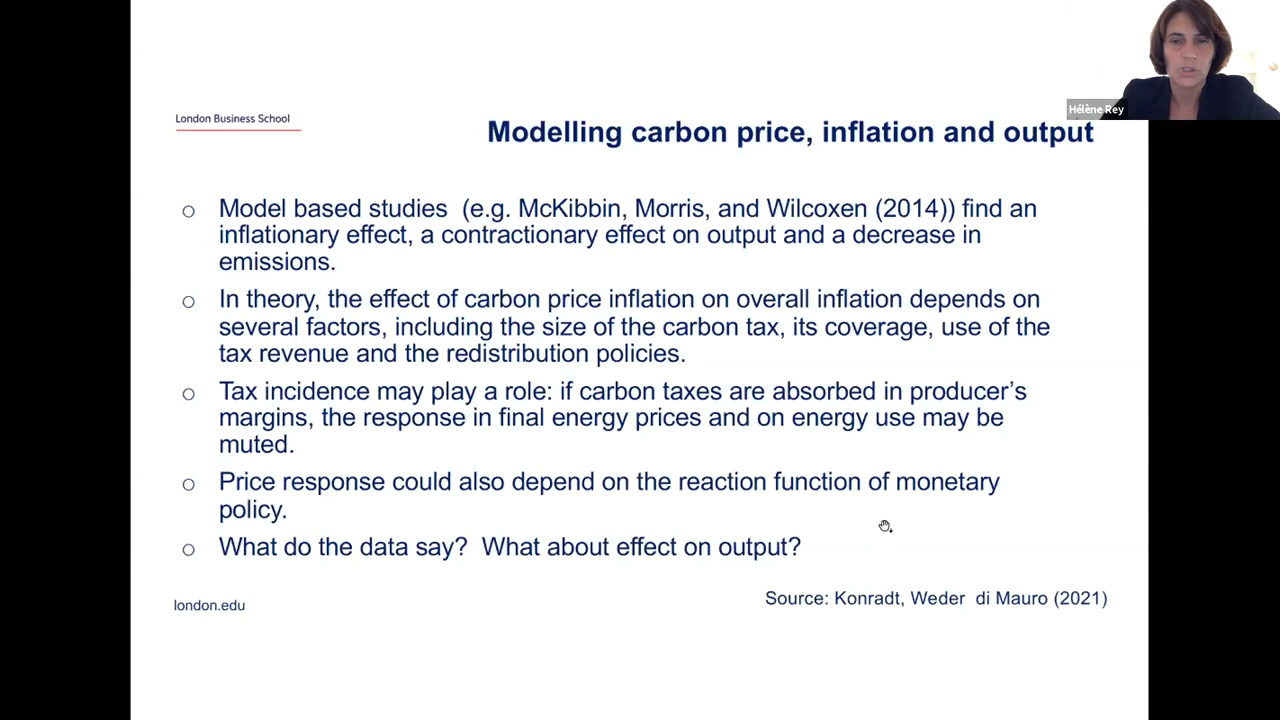 Hélène Rey
London Business School
Modelling carbon price, inflation and output
○ Model based studies  (e.g. McKibbin, Morris, and Wilcoxen (2014)) find an
inflationary effect, a contractionary effect on output and a decrease in
emissions.
○ In theory, the effect of carbon price inflation on overall inflation depends on
several factors, including the size of the carbon tax, its coverage, use of the
tax revenue and the redistribution policies.
○ Tax incidence may play a role: if carbon taxes are absorbed in producer’s
margins, the response in final energy prices and on energy use may be
muted.
○ Price response could also depend on the reaction function of monetary
policy.
○ What do the data say?  What about effect on output?
Source: Konradt, Weder  di Mauro (2021)
london.edu